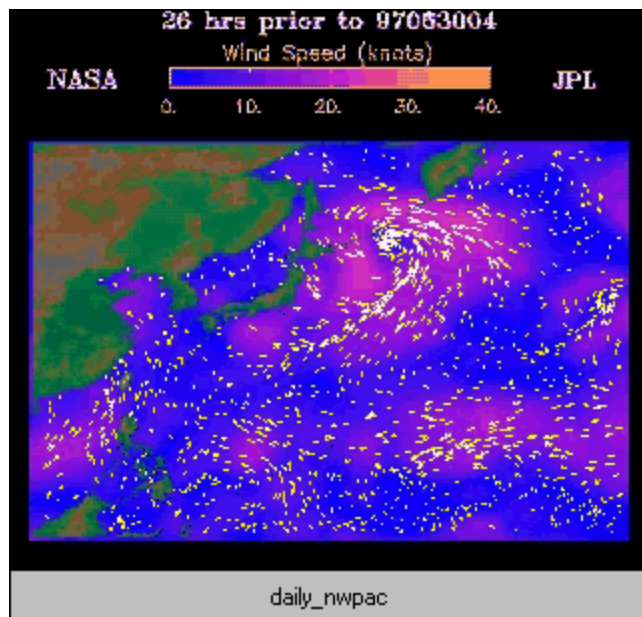 26 hrs prior to 97063004
Wind Speed (knots)
NASA
JPL
0. 10. 20. 30. 40.
daily_nwpac